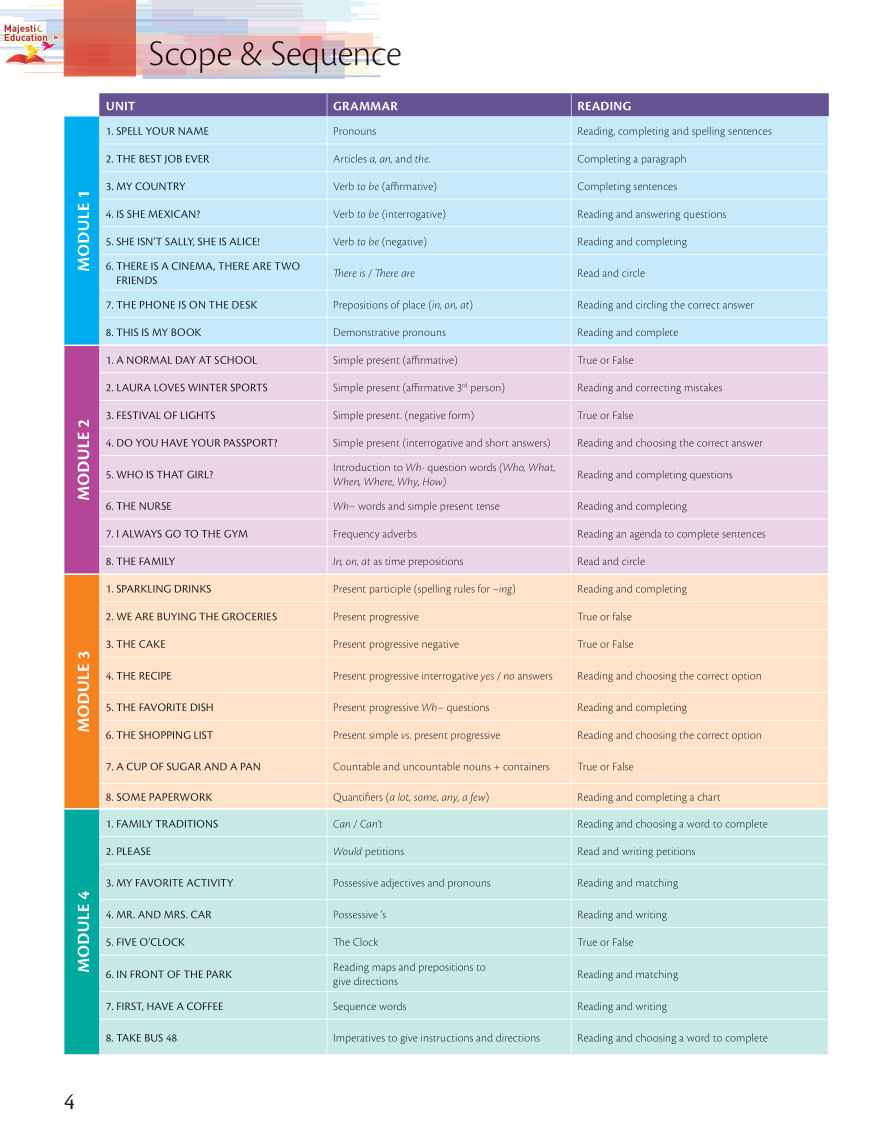 Majestic
Education
Scope & Sequence
UNIT GRAMMAR READING
MODULE 1
1. SPELL YOUR NAME Pronouns Reading, completing and spelling sentences
2. THE BEST JOB EVER Articles a, an, and the. Completing a paragraph
3. MY COUNTRY Verb to be (affirmative) Completing sentences
4. IS SHE MEXICAN? Verb to be (interrogative) Reading and answering questions
5. SHE ISN'T SALLY, SHE IS ALICE! Verb to be (negative) Reading and completing
6. THERE IS A CINEMA, THERE ARE TWO
FRIENDS There is / There are Read and circle
7. THE PHONE IS ON THE DESK Prepositions of place (in, on, at) Reading and circling the correct answer
8. THIS IS MY BOOK Demonstrative pronouns Reading and complete
MODULE 2
1. A NORMAL DAY AT SCHOOL Simple present (affirmative) True or False
2. LAURA LOVES WINTER SPORTS Simple present (affirmative 3rd person) Reading and correcting mistakes
3. FESTIVAL OF LIGHTS Simple present. (negative form) True or False
4. DO YOU HAVE YOUR PASSPORT? Simple present (interrogative and short answers) Reading and choosing the correct answer
5. WHO IS THAT GIRL? Introduction to Wh- question words (Who, What,
When, Where, Why, How) Reading and completing questions
6. THE NURSE Wh– words and simple present tense Reading and completing
7. I ALWAYS GO TO THE GYM Frequency adverbs Reading an agenda to complete sentences
8. THE FAMILY In, on, at as time prepositions Read and circle
MODULE 3
1. SPARKLING DRINKS Present participle (spelling rules for –ing) Reading and completing
2. WE ARE BUYING THE GROCERIES Present progressive True or false
3. THE CAKE Present progressive negative True or False
4. THE RECIPE Present progressive interrogative yes / no answers Reading and choosing the correct option
5. THE FAVORITE DISH Present progressive Wh– questions Reading and completing
6. THE SHOPPING LIST Present simple vs. present progressive Reading and choosing the correct option
7. A CUP OF SUGAR AND A PAN Countable and uncountable nouns + containers True or False
8. SOME PAPERWORK Quantifiers (a lot, some, any, a few) Reading and completing a chart
MODULE 4
1. FAMILY TRADITIONS Can / Can't Reading and choosing a word to complete
2. PLEASE Would petitions Read and writing petitions
3. MY FAVORITE ACTIVITY Possessive adjectives and pronouns Reading and matching
4. MR. AND MRS. CAR Possessive 's Reading and writing
5. FIVE O'CLOCK The Clock True or False
6. IN FRONT OF THE PARK Reading maps and prepositions to
give directions Reading and matching
7. FIRST, HAVE A COFFEE Sequence words Reading and writing
8. TAKE BUS 48 Imperatives to give instructions and directions Reading and choosing a word to complete
4